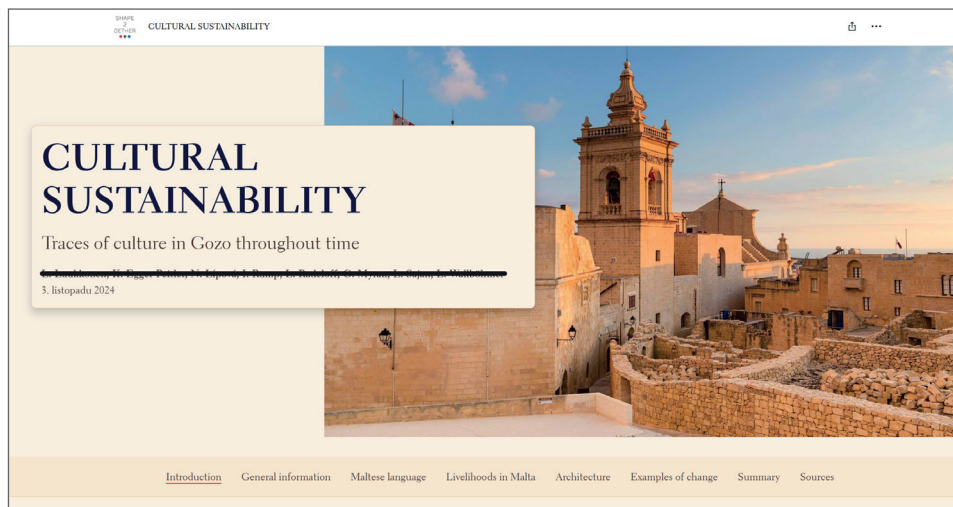 SHAPE
2
GETHER
CULTURAL SUSTAINABILITY
CULTURAL
SUSTAINABILITY
Traces of culture in Gozo throughout time
3. listopadu 2024
Introduction General information Maltese language Livelihoods in Malta Architecture Examples of change Summary Sources